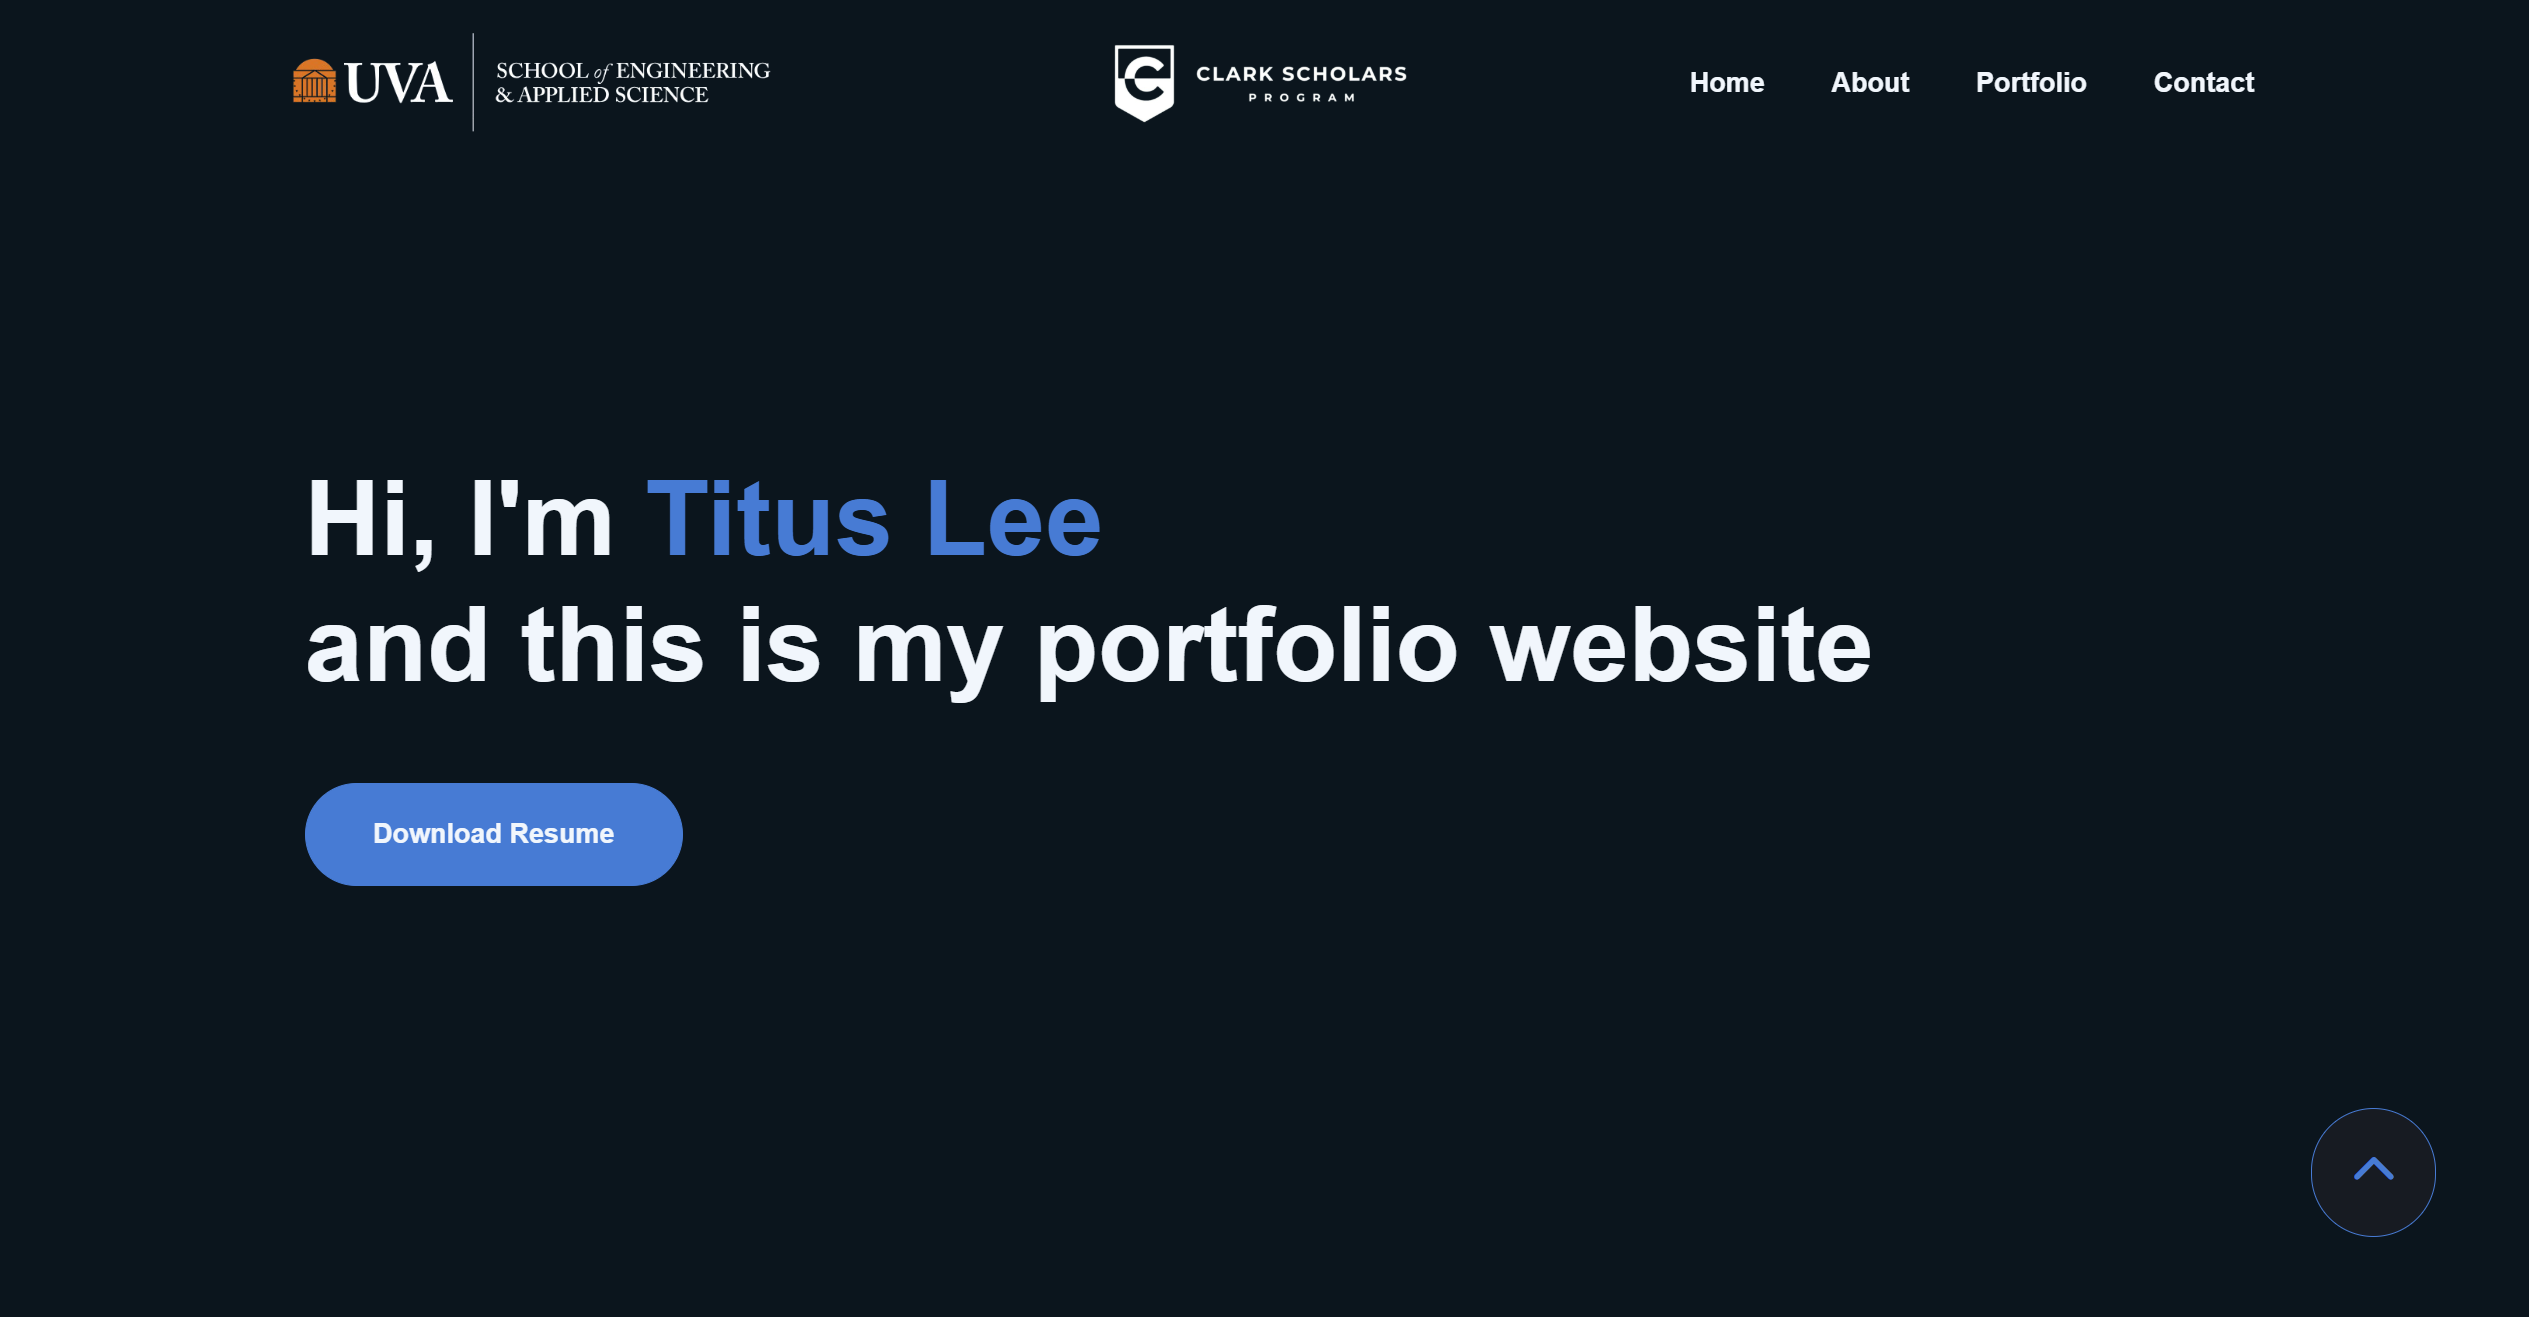 UVA
SCHOOL of ENGINEERING
& APPLIED SCIENCE
CLARK SCHOLARS
PROGRAM
Home
About
Portfolio
Contact
Hi, I'm Titus Lee
and this is my portfolio website
Download Resume